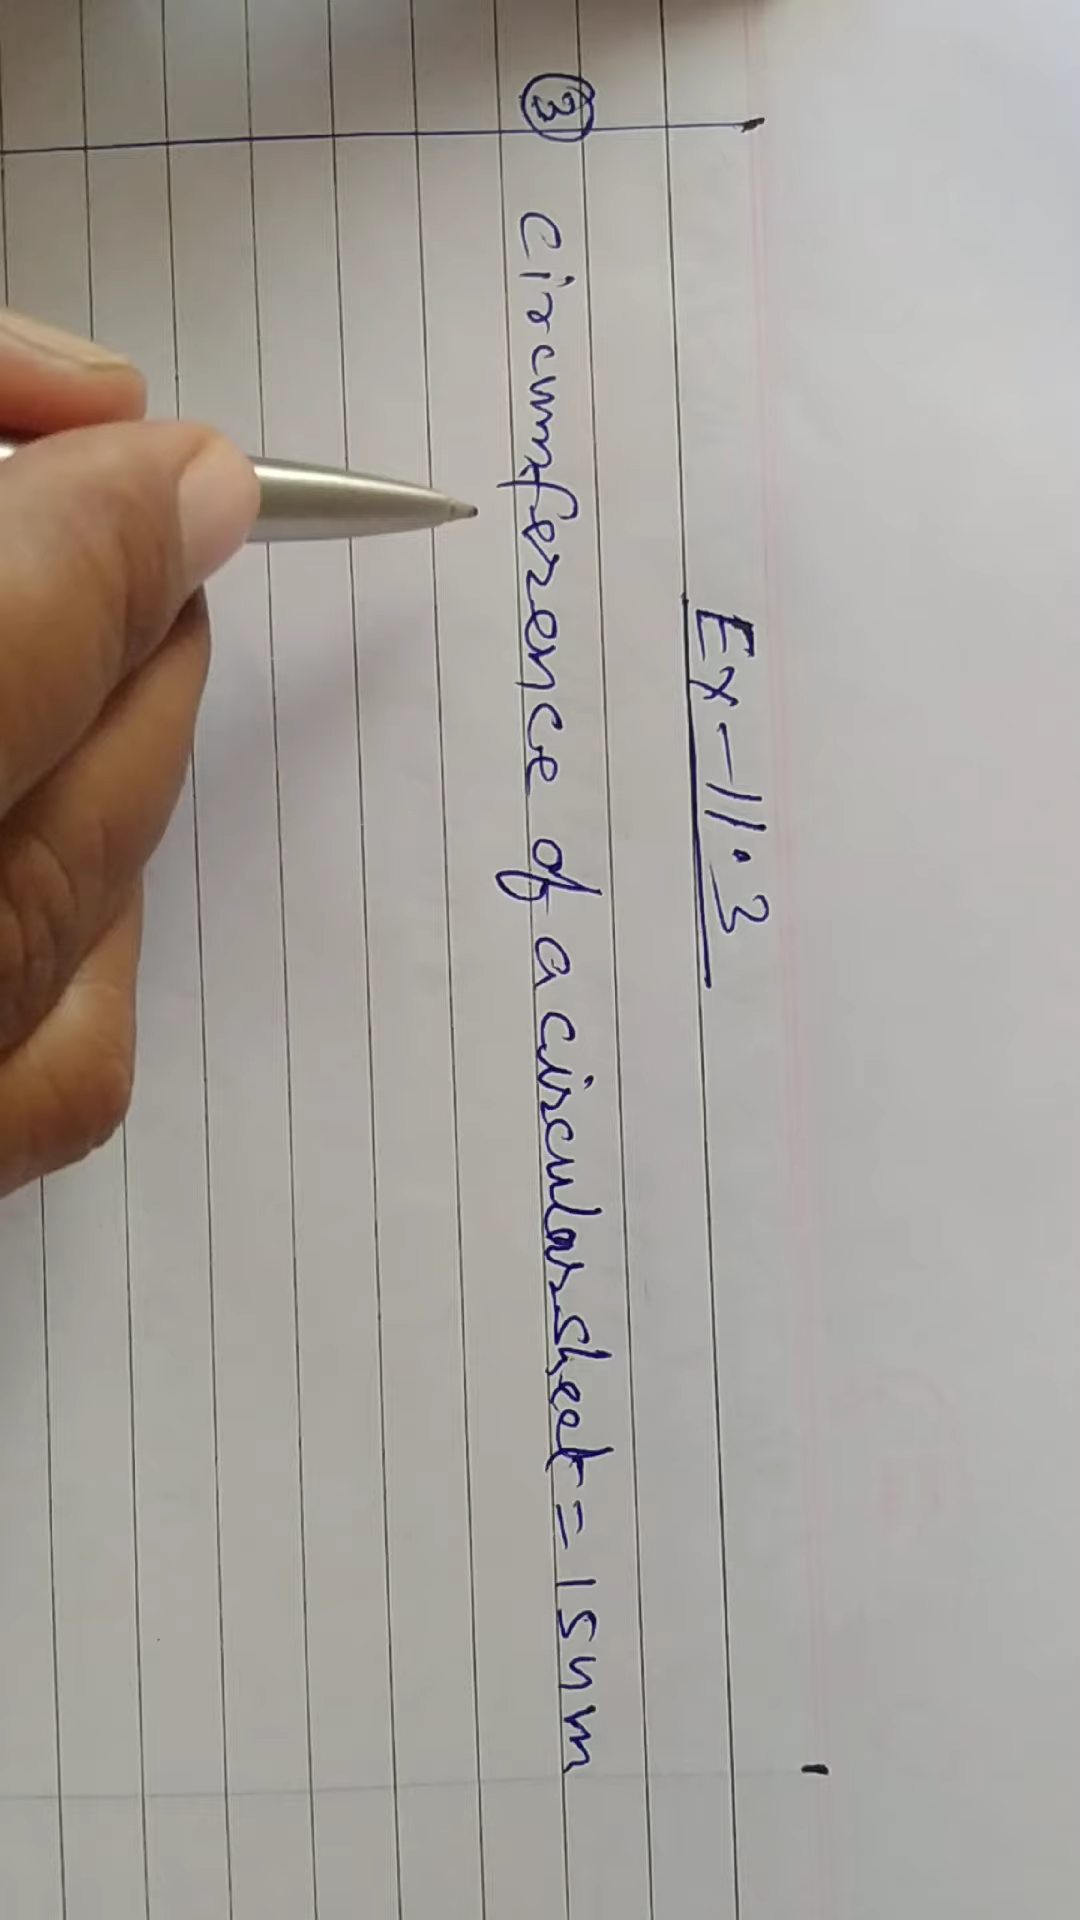 Ex-11.3
③ Circumference of a circular sheet = 154m